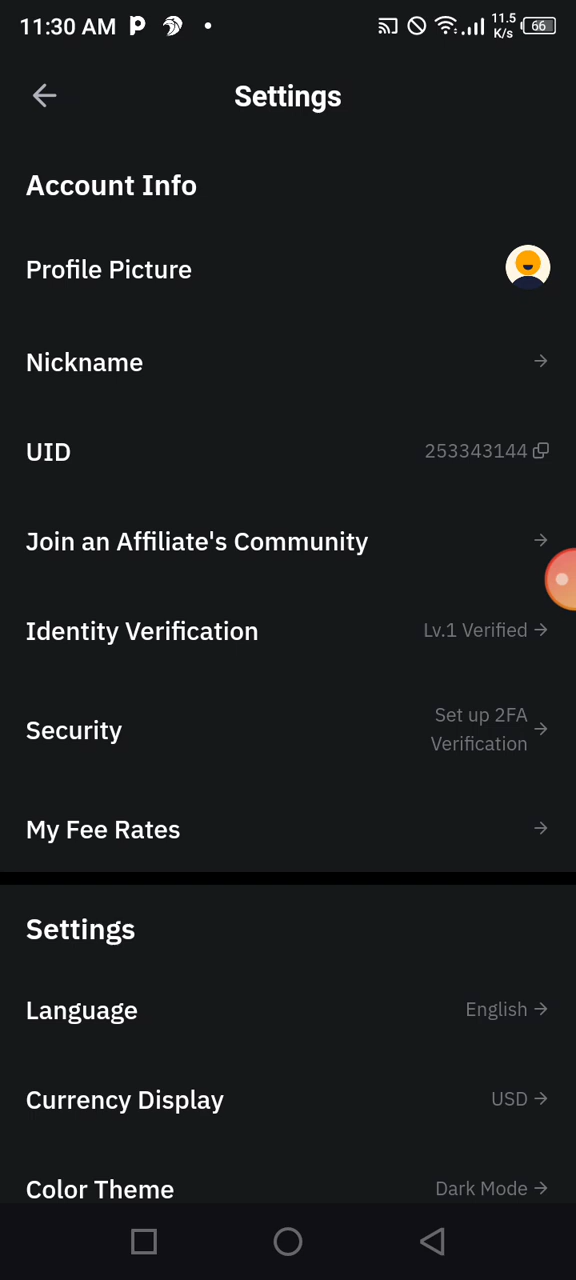 11:30 AM
11.5
K/s
66
Settings
Account Info
Profile Picture
Nickname
UID 253343144
Join an Affiliate's Community
Identity Verification Lv.1 Verified
Security Set up 2FA
Verification
My Fee Rates
Settings
Language English
Currency Display USD
Color Theme Dark Mode